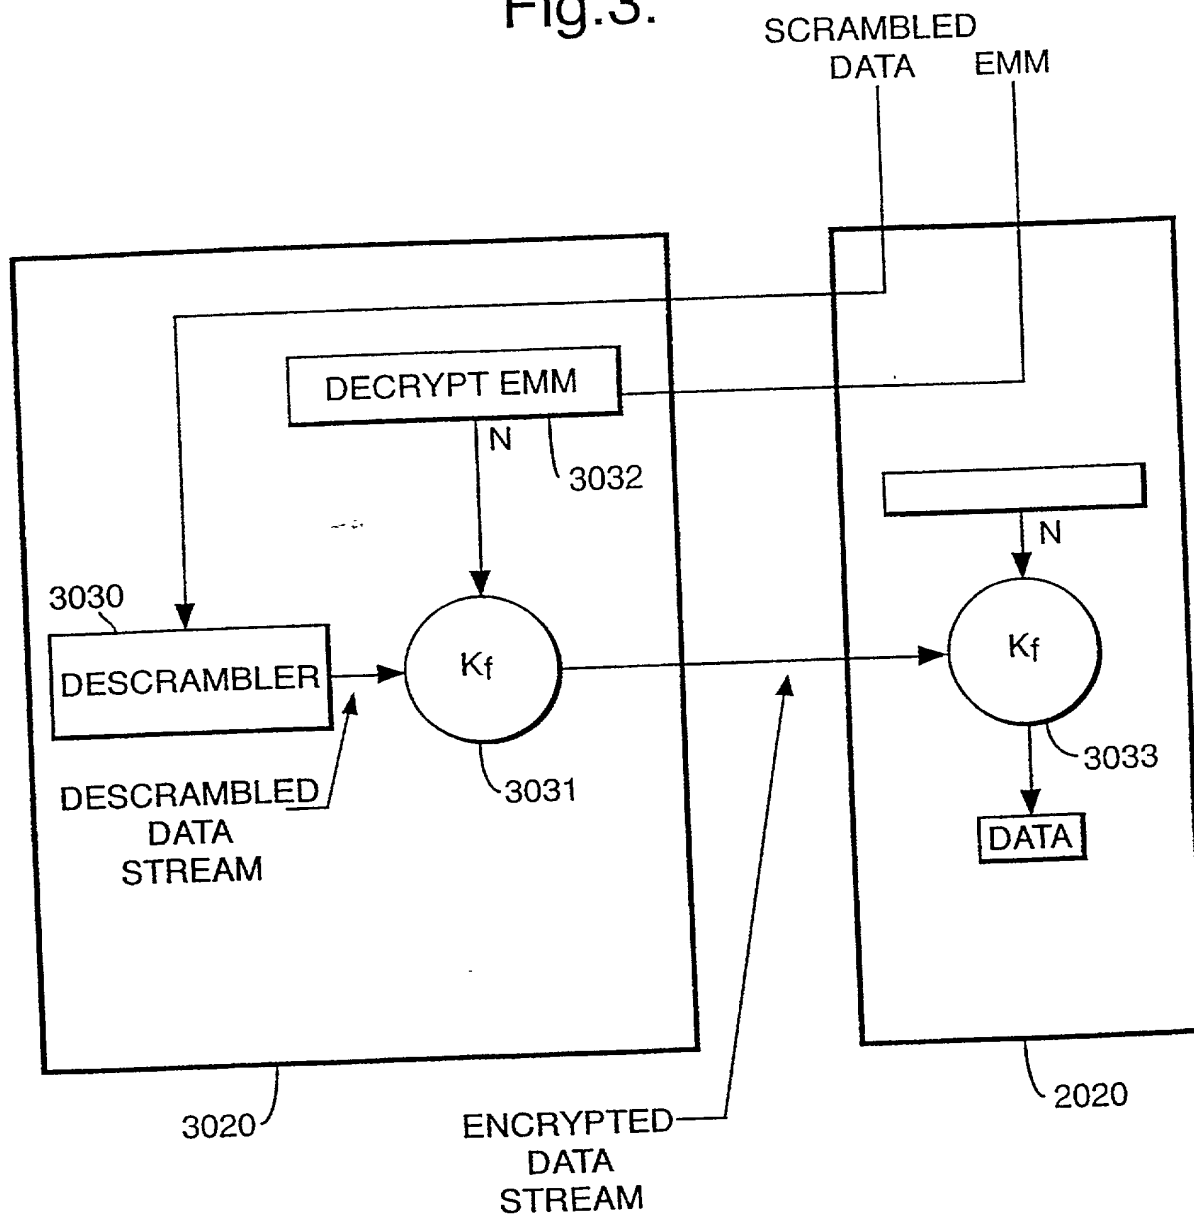 Fig.3.
SCRAMBLED
DATA
EMM
DECRYPT EMM
N
3032
N
3030
DESCRAMBLER
Kf
Kf
3031
3033
DESCRAMBLED
DATA
STREAM
DATA
3020
2020
ENCRYPTED
DATA
STREAM